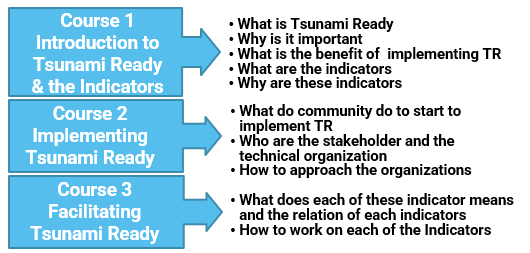 Course 1
Introduction to
Tsunami Ready
& the Indicators
• What is Tsunami Ready
• Why is it important
• What is the benefit of implementing TR
• What are the indicators
• Why are these indicators
Course 2
Implementing
Tsunami Ready
• What do community do to start to
implement TR
• Who are the stakeholder and the
technical organization
• How to approach the organizations
Course 3
Facilitating
Tsunami Ready
• What does each of these indicator means
and the relation of each indicators
• How to work on each of the Indicators